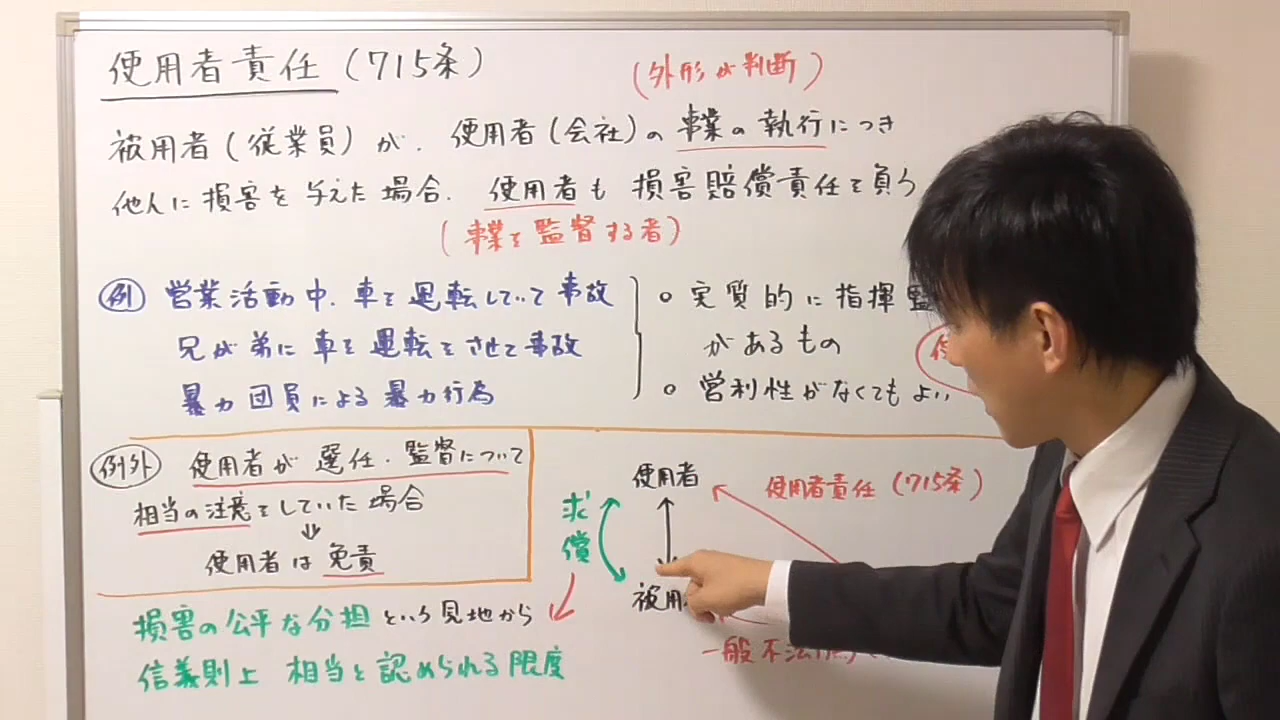 使用者責任（715条）
（外形が判断）
被用者（従業員）が、使用者（会社）の事業の執行につき
他人に損害を与えた場合、使用者も損害賠償責任を負う
（事業を監督する者）
例 営業活動中、車を運転していて事故
兄が弟に車を運転をさせて事故
暴力団員による暴力行為
○ 実質的に指揮監
があるもの
○ 営利性がなくてもよい
例外 使用者が選任、監督について
相当の注意をしていた場合
⇓
使用者は免責
使用者
使用者責任（715条）
求償
被用
一般不法
損害の公平な分担という見地から
信義則上 相当と認められる限度